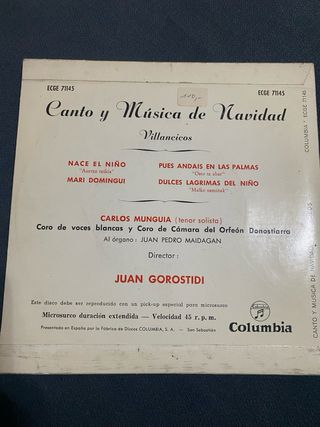 ECGE 71145
ECGE 71145
Canto y Música de Navidad
Villancicos
NACE EL NIÑO
"Aurtxo txikia"
MARI DOMINGUI
PUES ANDAIS EN LAS PALMAS
DULCES LAGRIMAS DEL NIÑO
"Malko samiñak"
CARLOS MUNGUIA (tenor solista)
Coro de voces blancas y Coro de Cámara del Orfeón Donostiarra
Al órgano: JUAN PEDRO MAIDAGAN
Director:
JUAN GOROSTIDI
Este disco debe ser reproducido con un pick-up especial para microsurco
Microsurco duración extendida — Velocidad 45 r. p. m.
Presentado en España por la Fábrica de Discos COLUMBIA, S. A. — San Sebastián
Columbia
COLUMBIA - ECGE 71145
CANTO Y MUSICA DE NAVIDAD